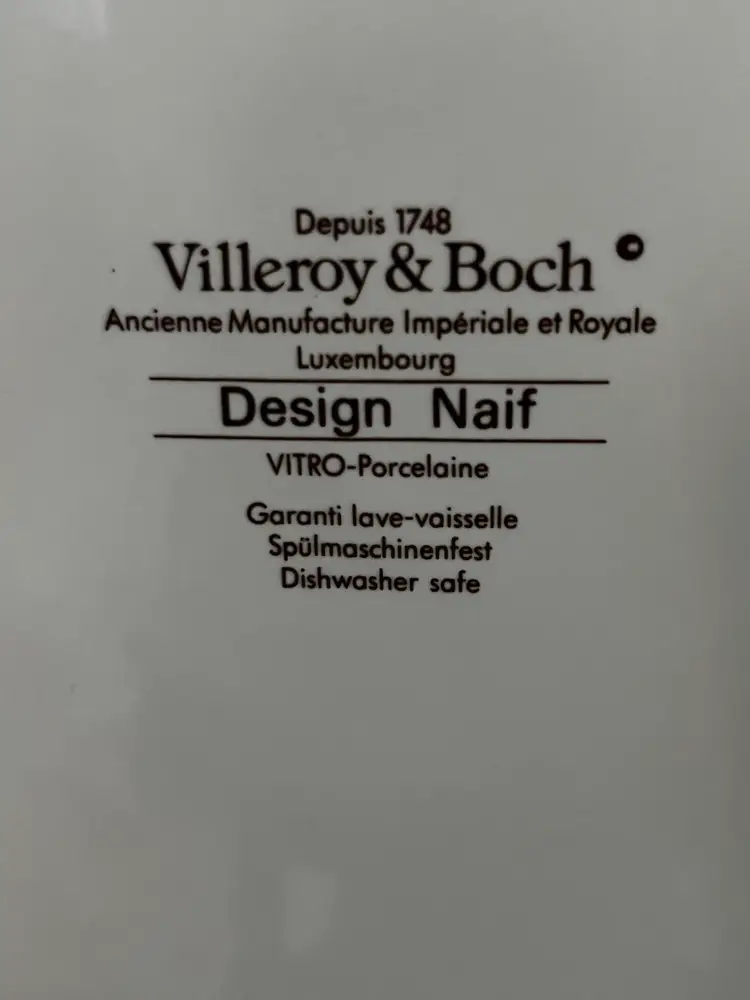 Depuis 1748
Villeroy & Boch ©
Ancienne Manufacture Impériale et Royale
Luxembourg
Design Naif
VITRO-Porcelaine
Garanti lave-vaisselle
Spülmaschinenfest
Dishwasher safe